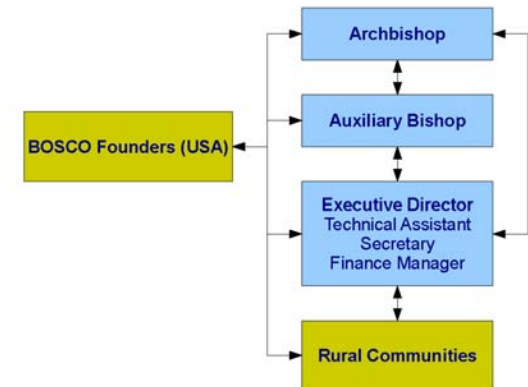 Archbishop
BOSCO Founders (USA)
Auxiliary Bishop
Executive Director
Technical Assistant
Secretary
Finance Manager
Rural Communities